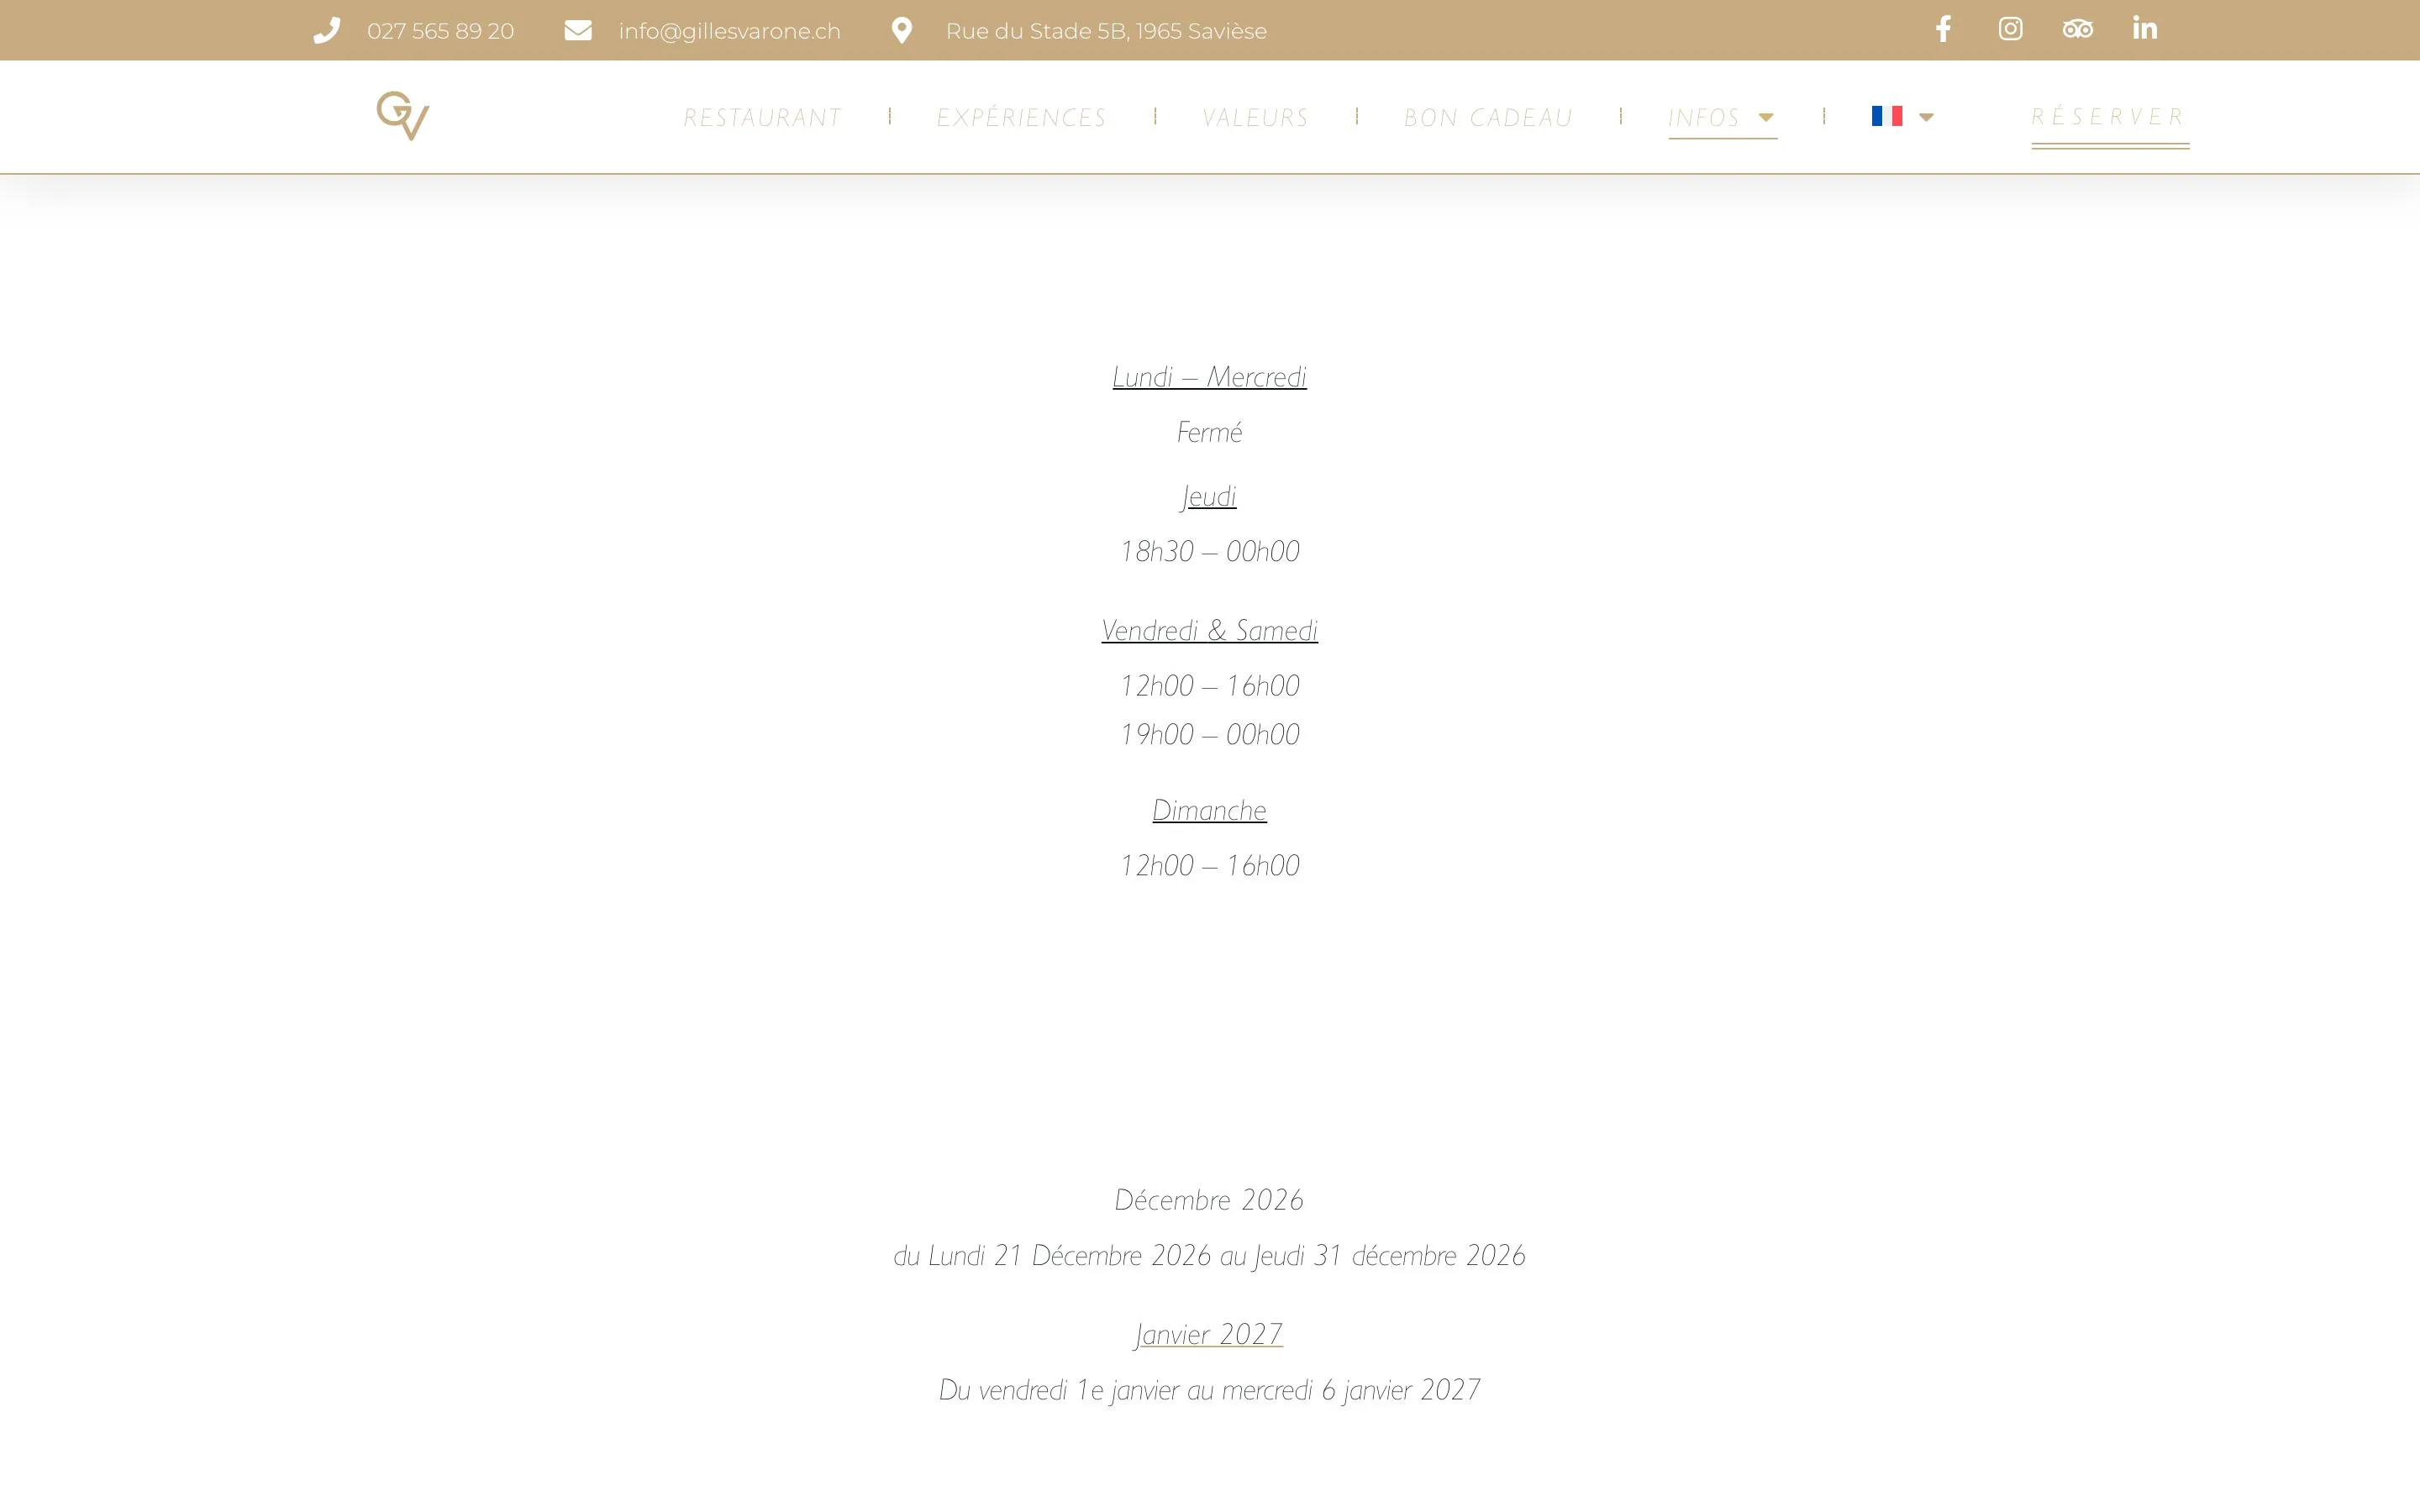 027 565 89 20 info@gillesvarone.ch Rue du Stade 5B, 1965 Savièse
GV
RESTAURANT EXPÉRIENCES VALEURS BON CADEAU INFOS RÉSERVER
Lundi – Mercredi
Fermé
Jeudi
18h30 – 00h00
Vendredi & Samedi
12h00 – 16h00
19h00 – 00h00
Dimanche
12h00 – 16h00
Décembre 2026
du Lundi 21 Décembre 2026 au Jeudi 31 décembre 2026
Janvier 2027
Du vendredi 1e janvier au mercredi 6 janvier 2027